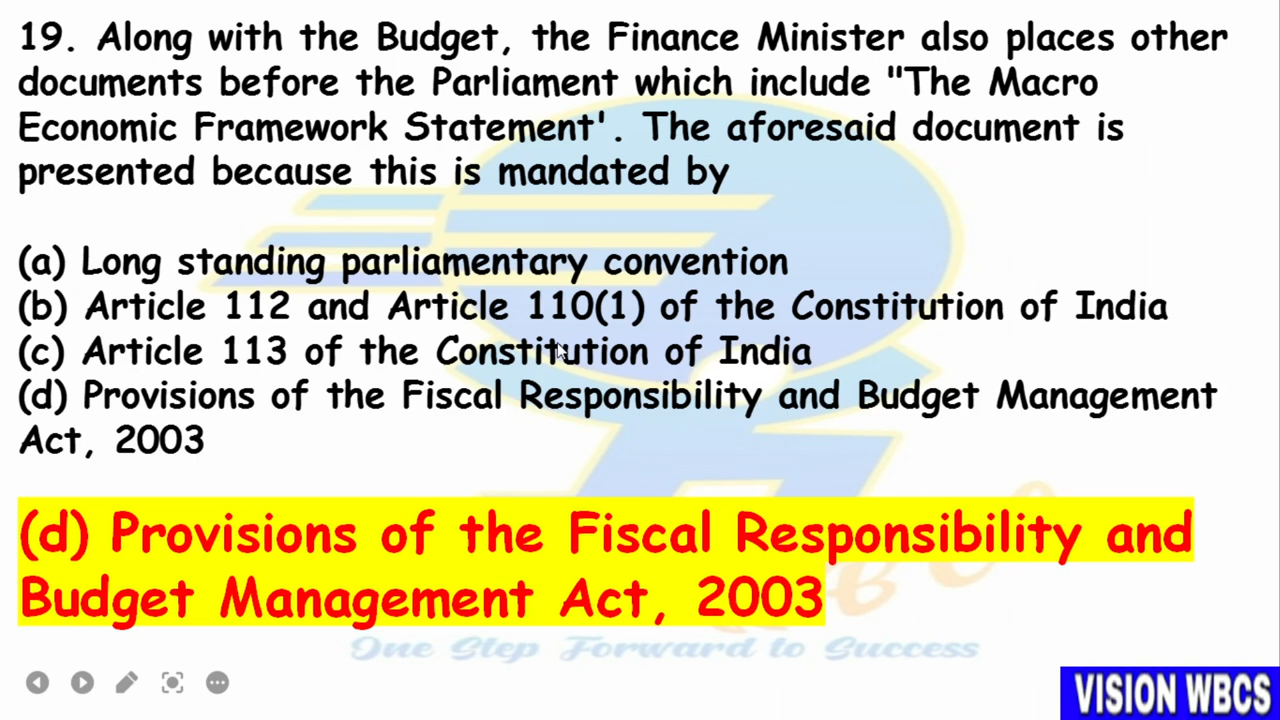 19. Along with the Budget, the Finance Minister also places other
documents before the Parliament which include "The Macro
Economic Framework Statement'. The aforesaid document is
presented because this is mandated by
(a) Long standing parliamentary convention
(b) Article 112 and Article 110(1) of the Constitution of India
(c) Article 113 of the Constitution of India
(d) Provisions of the Fiscal Responsibility and Budget Management
Act, 2003
(d) Provisions of the Fiscal Responsibility and
Budget Management Act, 2003
One Step Forward to Success
VISION WBCS